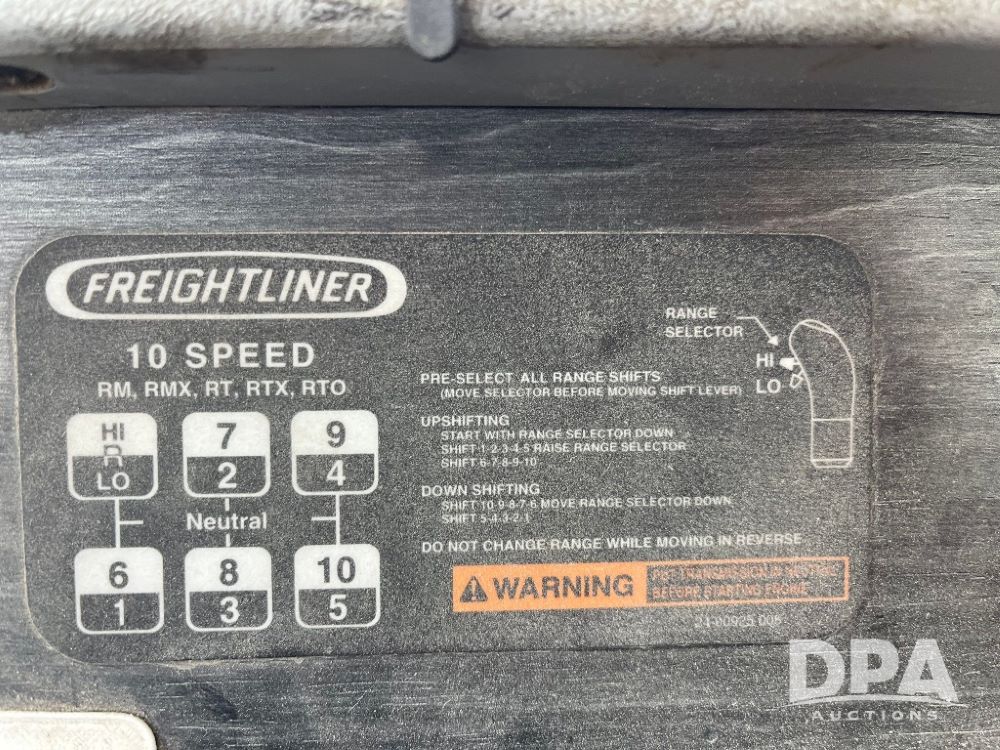 FREIGHTLINER
10 SPEED
RM, RMX, RT, RTX, RTO
HI
R
LO
7
2
9
4
Neutral
6
1
8
3
10
5
RANGE
SELECTOR
HI
LO
PRE-SELECT ALL RANGE SHIFTS
(MOVE SELECTOR BEFORE MOVING SHIFT LEVER)
UPSHIFTING
START WITH RANGE SELECTOR DOWN
SHIFT 1-2-3-4-5 RAISE RANGE SELECTOR
SHIFT 6-7-8-9-10
DOWN SHIFTING
SHIFT 10-9-8-7-6 MOVE RANGE SELECTOR DOWN
SHIFT 5-4-3-2-1
DO NOT CHANGE RANGE WHILE MOVING IN REVERSE
WARNING
BEFORE STARTING ENGINE
DPA
AUCTIONS